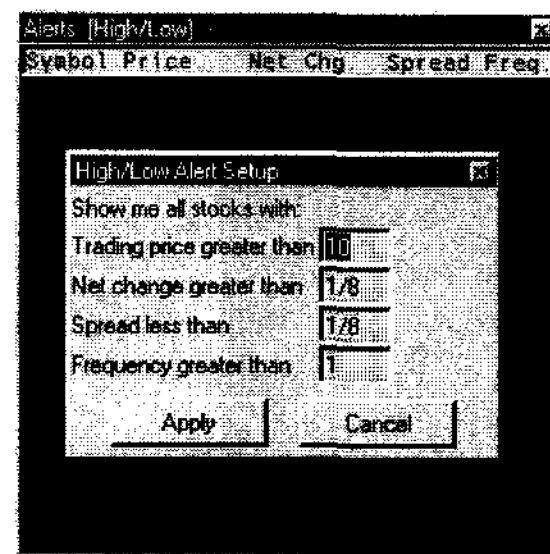 Alerts [High/Low]
Symbol Price Net Chg. Spread Freq.
High/Low Alert Setup
Show me all stocks with:
Trading price greater than 10
Net change greater than 1/8
Spread less than 1/8
Frequency greater than 1
Apply Cancel